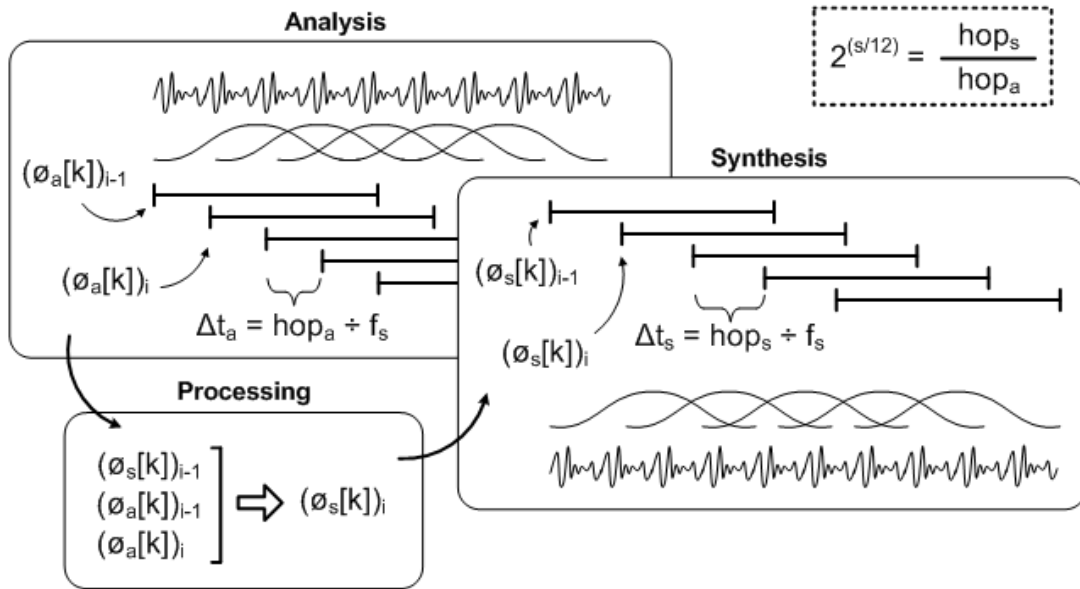 Analysis
2^(s/12) = hop_s / hop_a
(ø_a[k])_i-1
(ø_a[k])_i
Δt_a = hop_a ÷ f_s
Synthesis
(ø_s[k])_i-1
(ø_s[k])_i
Δt_s = hop_s ÷ f_s
Processing
(ø_s[k])_i-1
(ø_a[k])_i-1
(ø_a[k])_i
(ø_s[k])_i